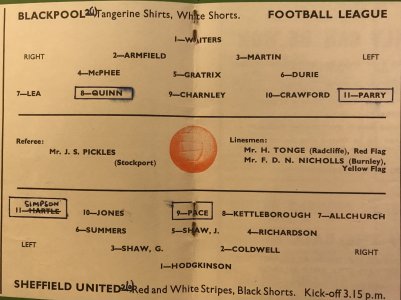 BLACKPOOL 2(1) Tangerine Shirts, White Shorts. FOOTBALL LEAGUE
1—WAITERS
RIGHT 2—ARMFIELD 3—MARTIN LEFT
4—McPHEE 5—GRATRIX 6—DURIE
7—LEA 8—QUINN 9—CHARNLEY 10—CRAWFORD 11—PARRY
Referee:
Mr. J. S. PICKLES
(Stockport)
Linesmen:
Mr. H. TONGE (Radcliffe), Red Flag
Mr. F. D. N. NICHOLLS (Burnley),
Yellow Flag
SIMPSON
11—HARTLE 10—JONES 9—PACE 8—KETTLEBOROUGH 7—ALLCHURCH
6—SUMMERS 5—SHAW, J. 4—RICHARDSON
LEFT 3—SHAW, G. 2—COLDWELL RIGHT
1—HODGKINSON
SHEFFIELD UNITED Red and White Stripes, Black Shorts. Kick-off 3.15 p.m.